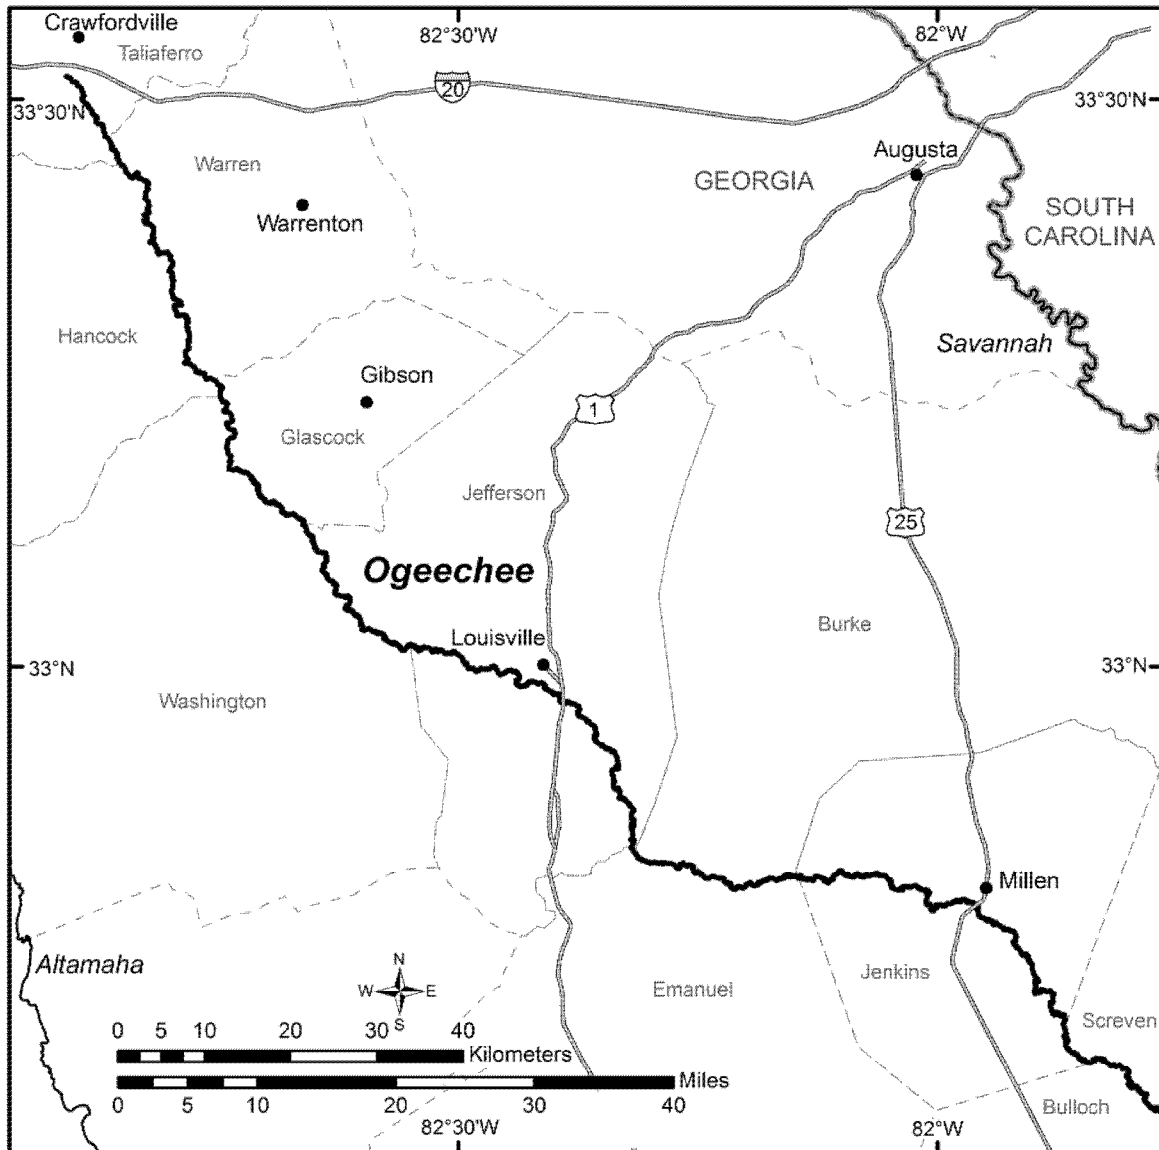 Crawfordville
82°30'W
82°W
Taliaferro
20
33°30'N
33°30'N
Augusta
Warren
GEORGIA
SOUTH
CAROLINA
Warrenton
Hancock
Savannah
Gibson
1
Glascock
Jefferson
25
Ogeechee
Burke
Louisville
33°N
33°N
Washington
Millen
Altamaha
N
W E
S
Jenkins
Emanuel
Screven
0 5 10 20 30 40
Kilometers
Miles
0 5 10 20 30 40
Bulloch
82°30'W
82°W